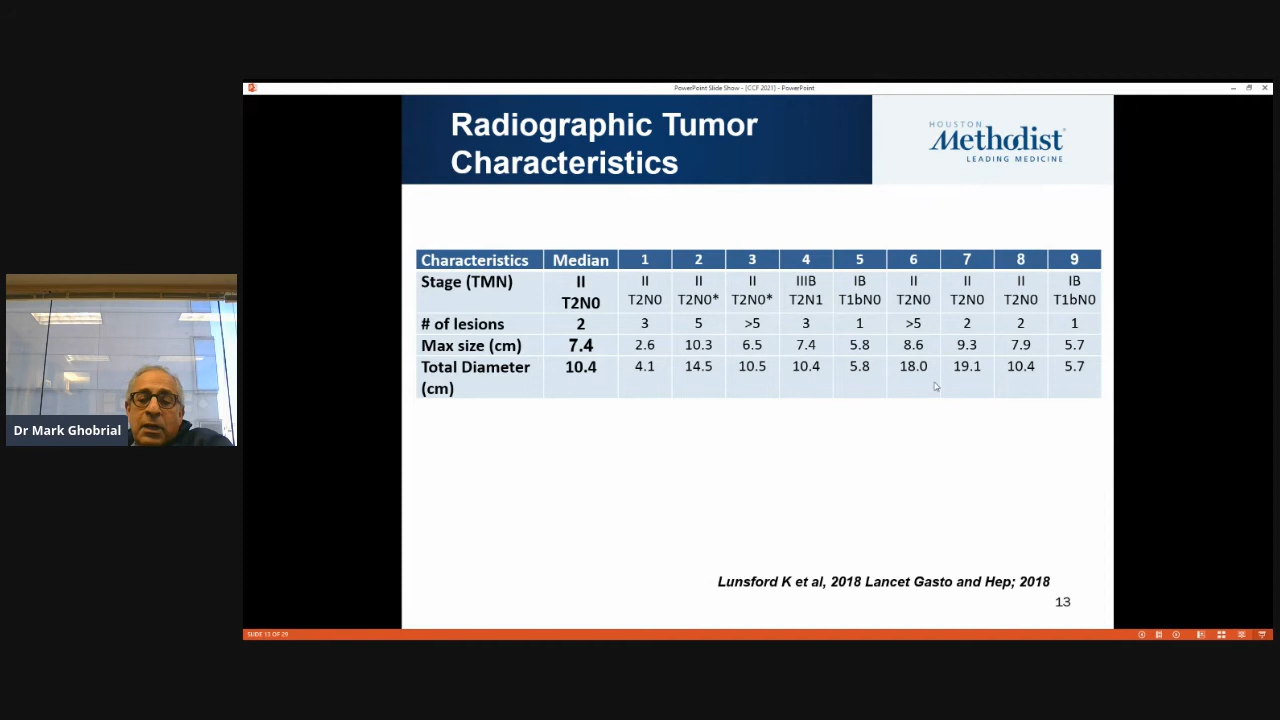 PowerPoint Slide Show - [CCF 2021] - PowerPoint
Radiographic Tumor
Characteristics
HOUSTON
Methodist
LEADING MEDICINE
Characteristics Median 1 2 3 4 5 6 7 8 9
Stage (TMN) II II II II IIIB IB II II II IB
T2N0 T2N0 T2N0* T2N0* T2N1 T1bN0 T2N0 T2N0 T2N0 T1bN0
# of lesions 2 3 5 >5 3 1 >5 2 2 1
Max size (cm) 7.4 2.6 10.3 6.5 7.4 5.8 8.6 9.3 7.9 5.7
Total Diameter 10.4 4.1 14.5 10.5 10.4 5.8 18.0 19.1 10.4 5.7
(cm)
Dr Mark Ghobrial
Lunsford K et al, 2018 Lancet Gasto and Hep; 2018
13
SLIDE 13 OF 29